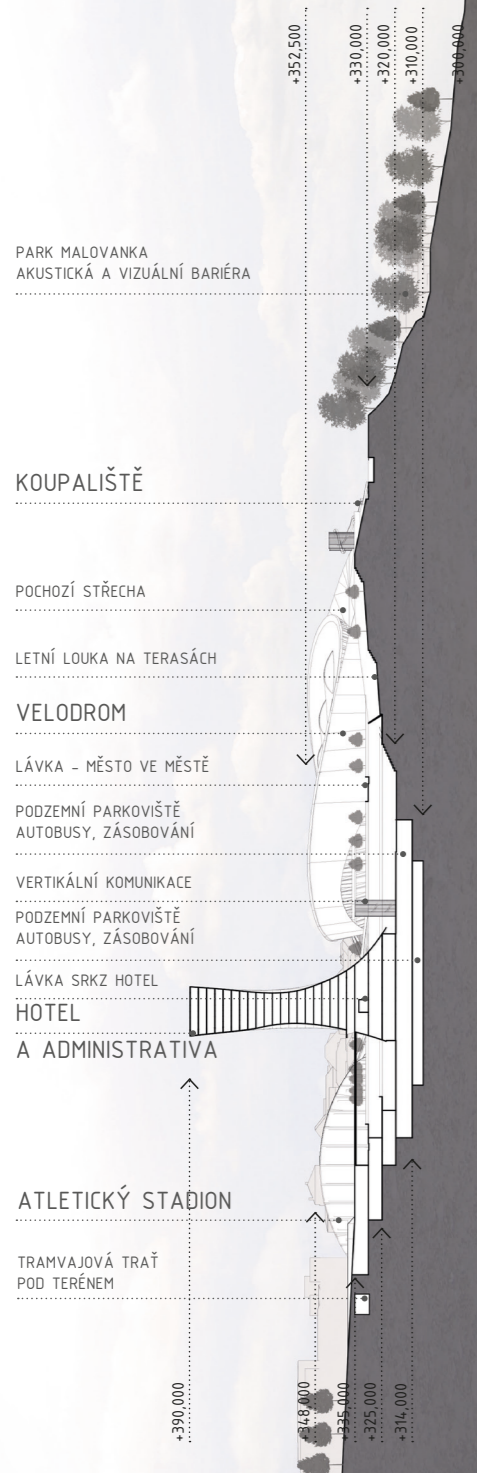 +352,500
+330,000
+320,000
+310,000
+300,000
PARK MALOVANKA
AKUSTICKÁ A VIZUÁLNÍ BARIÉRA
KOUPALIŠTĚ
POCHOZÍ STŘECHA
LETNÍ LOUKA NA TERASÁCH
VELODROM
LÁVKA - MĚSTO VE MĚSTĚ
PODZEMNÍ PARKOVIŠTĚ
AUTOBUSY, ZÁSOBOVÁNÍ
VERTIKÁLNÍ KOMUNIKACE
PODZEMNÍ PARKOVIŠTĚ
AUTOBUSY, ZÁSOBOVÁNÍ
LÁVKA SRKZ HOTEL
HOTEL
A ADMINISTRATIVA
ATLETICKÝ STADION
TRAMVAJOVÁ TRAŤ
POD TERÉNEM
+390,000
+348,000
+335,000
+325,000
+314,000